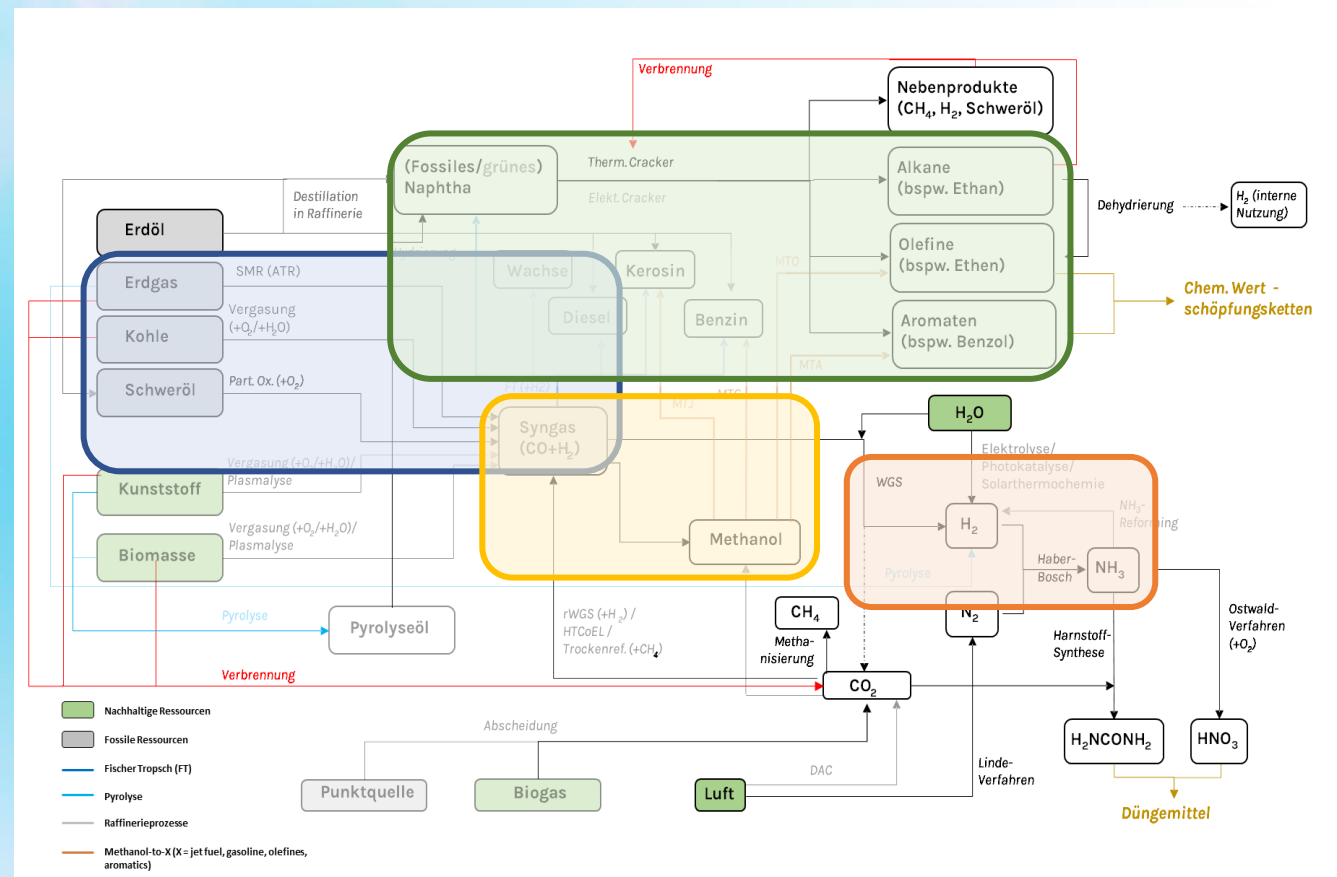 Verbrennung
Nebenprodukte
(CH₄, H₂, Schweröl)
(Fossiles/grünes)
Naphtha
Therm. Cracker
Elekt. Cracker
Alkane
(bspw. Ethan)
Destillation
in Raffinerie
Dehydrierung
H₂ (interne
Nutzung)
Erdöl
Olefine
(bspw. Ethen)
MTO
Wachse
Kerosin
Erdgas
SMR (ATR)
Chem. Wert -
schöpfungsketten
Vergasung
(+O₂/+H₂O)
Diesel
Benzin
Aromaten
(bspw. Benzol)
Kohle
MTA
Schweröl
Part. Ox. (+O₂)
FT (+H2)
MTG
MTJ
H₂O
Syngas
(CO+H₂)
Elektrolyse/
Photokatalyse/
Solarthermochemie
Vergasung (+O₂/+H₂O)/
Plasmalyse
Kunststoff
WGS
H₂
NH₃-
Reforming
Vergasung (+O₂/+H₂O)/
Plasmalyse
Biomasse
Methanol
Haber-
Bosch
NH₃
Pyrolyse
Pyrolyse
Pyrolyseöl
rWGS (+H₂) /
HTCoEL /
Trockenref. (+CH₄)
CH₄
N₂
Ostwald-
Verfahren
(+O₂)
Metha-
nisierung
Harnstoff-
Synthese
Verbrennung
CO₂
Nachhaltige Ressourcen
Abscheidung
H₂NCONH₂
HNO₃
Fossile Ressourcen
Fischer Tropsch (FT)
DAC
Linde-
Verfahren
Pyrolyse
Punktquelle
Biogas
Luft
Düngemittel
Raffinerieprozesse
Methanol-to-X (X = jet fuel, gasoline, olefines,
aromatics)